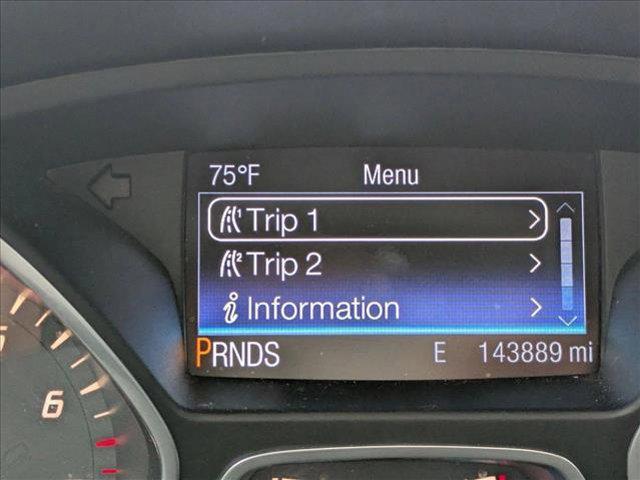 75°F Menu
Trip 1 >
Trip 2 >
i Information >
PRNDS E 143889 mi
6